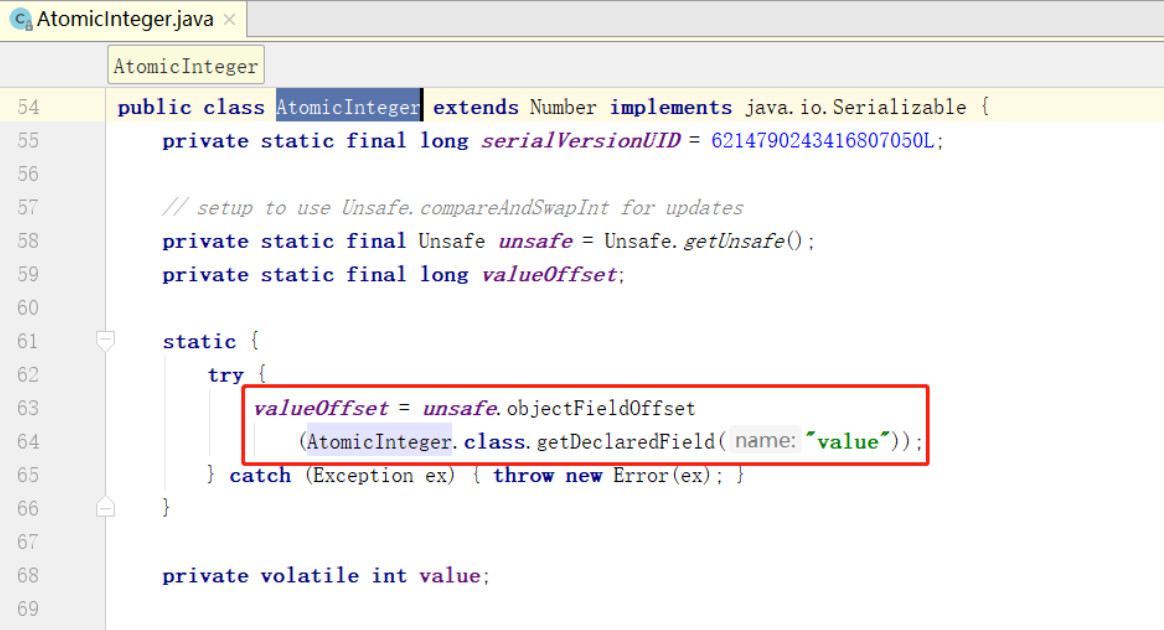 AtomicInteger.java
AtomicInteger
54 public class AtomicInteger extends Number implements java.io.Serializable {
55 private static final long serialVersionUID = 6214790243416807050L;
56
57 // setup to use Unsafe.compareAndSwapInt for updates
58 private static final Unsafe unsafe = Unsafe.getUnsafe();
59 private static final long valueOffset;
60
61 static {
62 try {
63 valueOffset = unsafe.objectFieldOffset
64 (AtomicInteger.class.getDeclaredField( name: "value"));
65 } catch (Exception ex) { throw new Error(ex); }
66 }
67
68 private volatile int value;
69